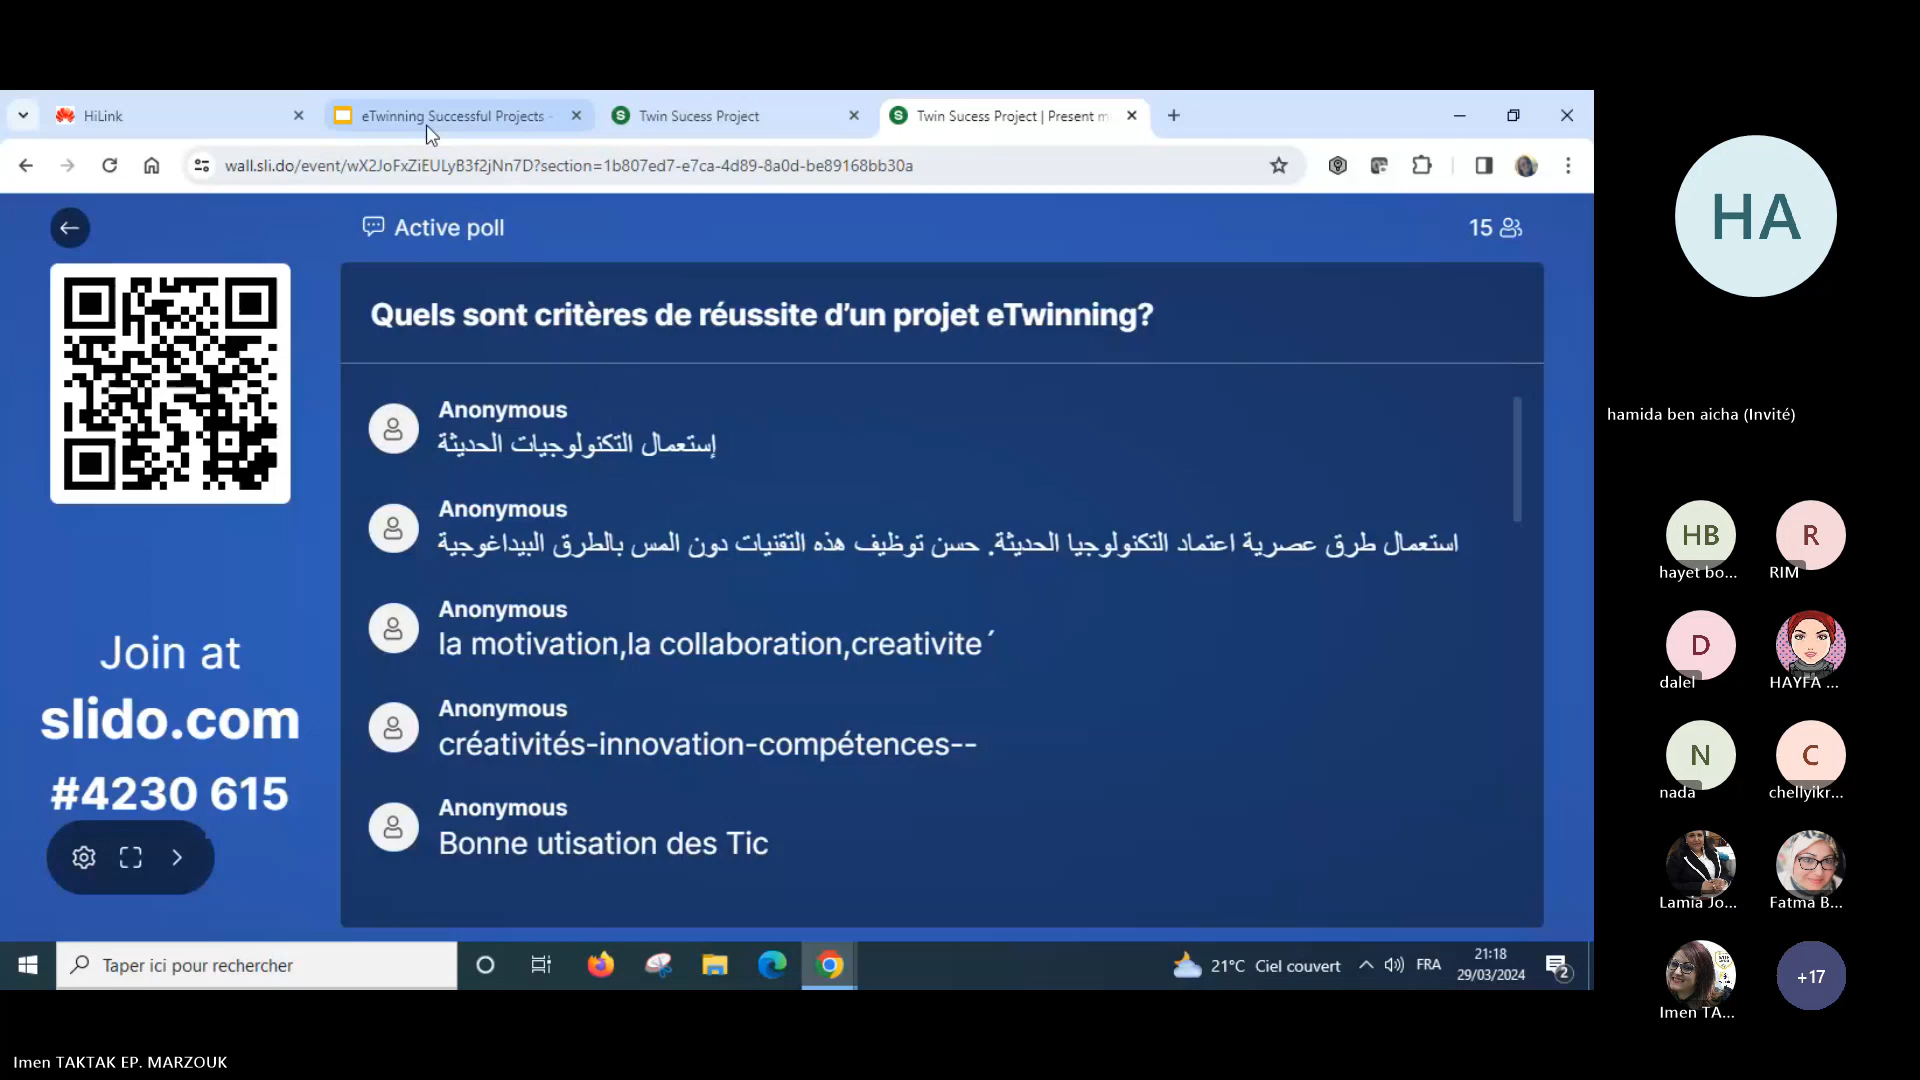 HiLink
eTwinning Successful Projects -
Twin Sucess Project
Twin Sucess Project | Present m
wall.sli.do/event/wX2JoFxZiEULyB3f2jNn7D?section=1b807ed7-e7ca-4d89-8a0d-be89168bb30a
Active poll
15
Quels sont critères de réussite d’un projet eTwinning?
Anonymous
إستعمال التكنولوجيات الحديثة
Anonymous
استعمال طرق عصرية اعتماد التكنولوجيا الحديثة. حسن توظيف هذه التقنيات دون المس بالطرق البيداغوجية
Anonymous
la motivation,la collaboration,creativite´
Anonymous
créativités-innovation-compétences--
Anonymous
Bonne utisation des Tic
Join at
slido.com
#4230 615
Taper ici pour rechercher
21°C Ciel couvert
FRA
21:18
29/03/2024
2
HA
hamida ben aicha (Invité)
HB
hayet bo...
R
RIM
D
dalel
HAYFA ...
N
nada
C
chellyikr...
Lamia Jo...
Fatma B...
Imen TA...
+17
Imen TAKTAK EP. MARZOUK